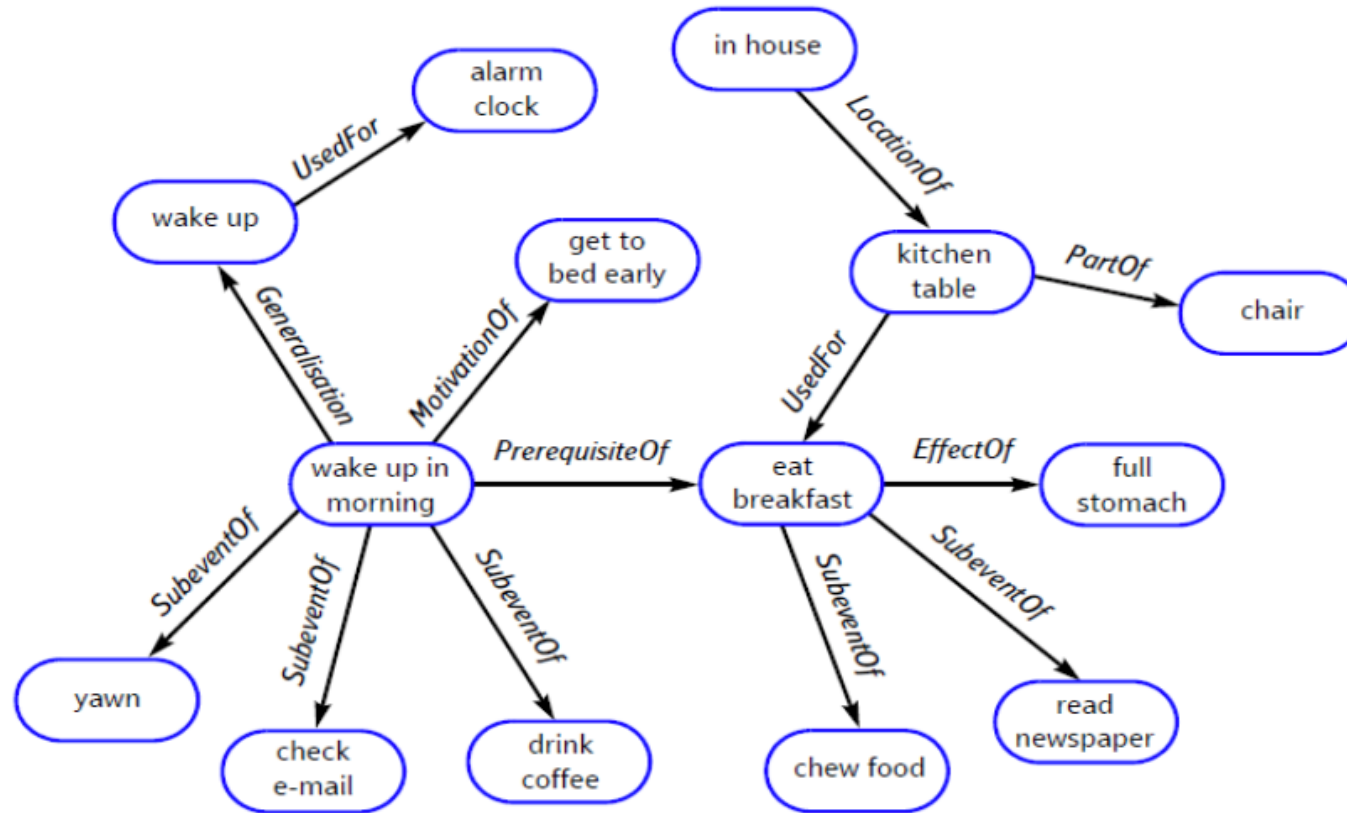 in house
alarm
clock
UsedFor
LocationOf
wake up
get to
bed early
kitchen
table
PartOf
chair
Generalisation
MotivationOf
UsedFor
wake up in
morning
PrerequisiteOf
eat
breakfast
EffectOf
full
stomach
SubeventOf
SubeventOf
SubeventOf
SubeventOf
SubeventOf
yawn
check
e-mail
drink
coffee
chew food
read
newspaper